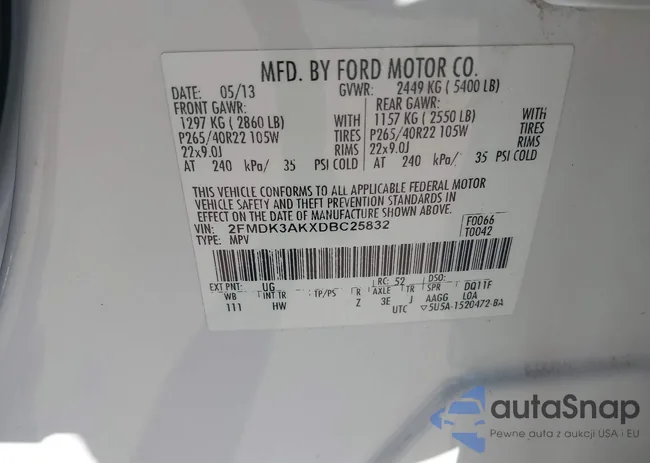 MFD. BY FORD MOTOR CO.
DATE: 05/13 GVWR: 2449 KG ( 5400 LB)
FRONT GAWR: REAR GAWR:
1297 KG ( 2860 LB) WITH 1157 KG ( 2550 LB) WITH
P265/40R22 105W TIRES P265/40R22 105W TIRES
22x9.0J RIMS 22x9.0J RIMS
AT 240 kPa/ 35 PSI COLD AT 240 kPa/ 35 PSI COLD
THIS VEHICLE CONFORMS TO ALL APPLICABLE FEDERAL MOTOR
VEHICLE SAFETY AND THEFT PREVENTION STANDARDS IN
EFFECT ON THE DATE OF MANUFACTURE SHOWN ABOVE.
VIN: 2FMDK3AKXDBC25832 F0066
TYPE: MPV T0042
EXT PNT: UG LRC: 52 DSO:
WB INT TR TP/PS R AXLE TR SPR DQ11F
111 HW Z 3E J AAGG LOA
UTC ▽5U5A-1520472-BA
autaSnap
Pewne auta z aukcji USA i EU